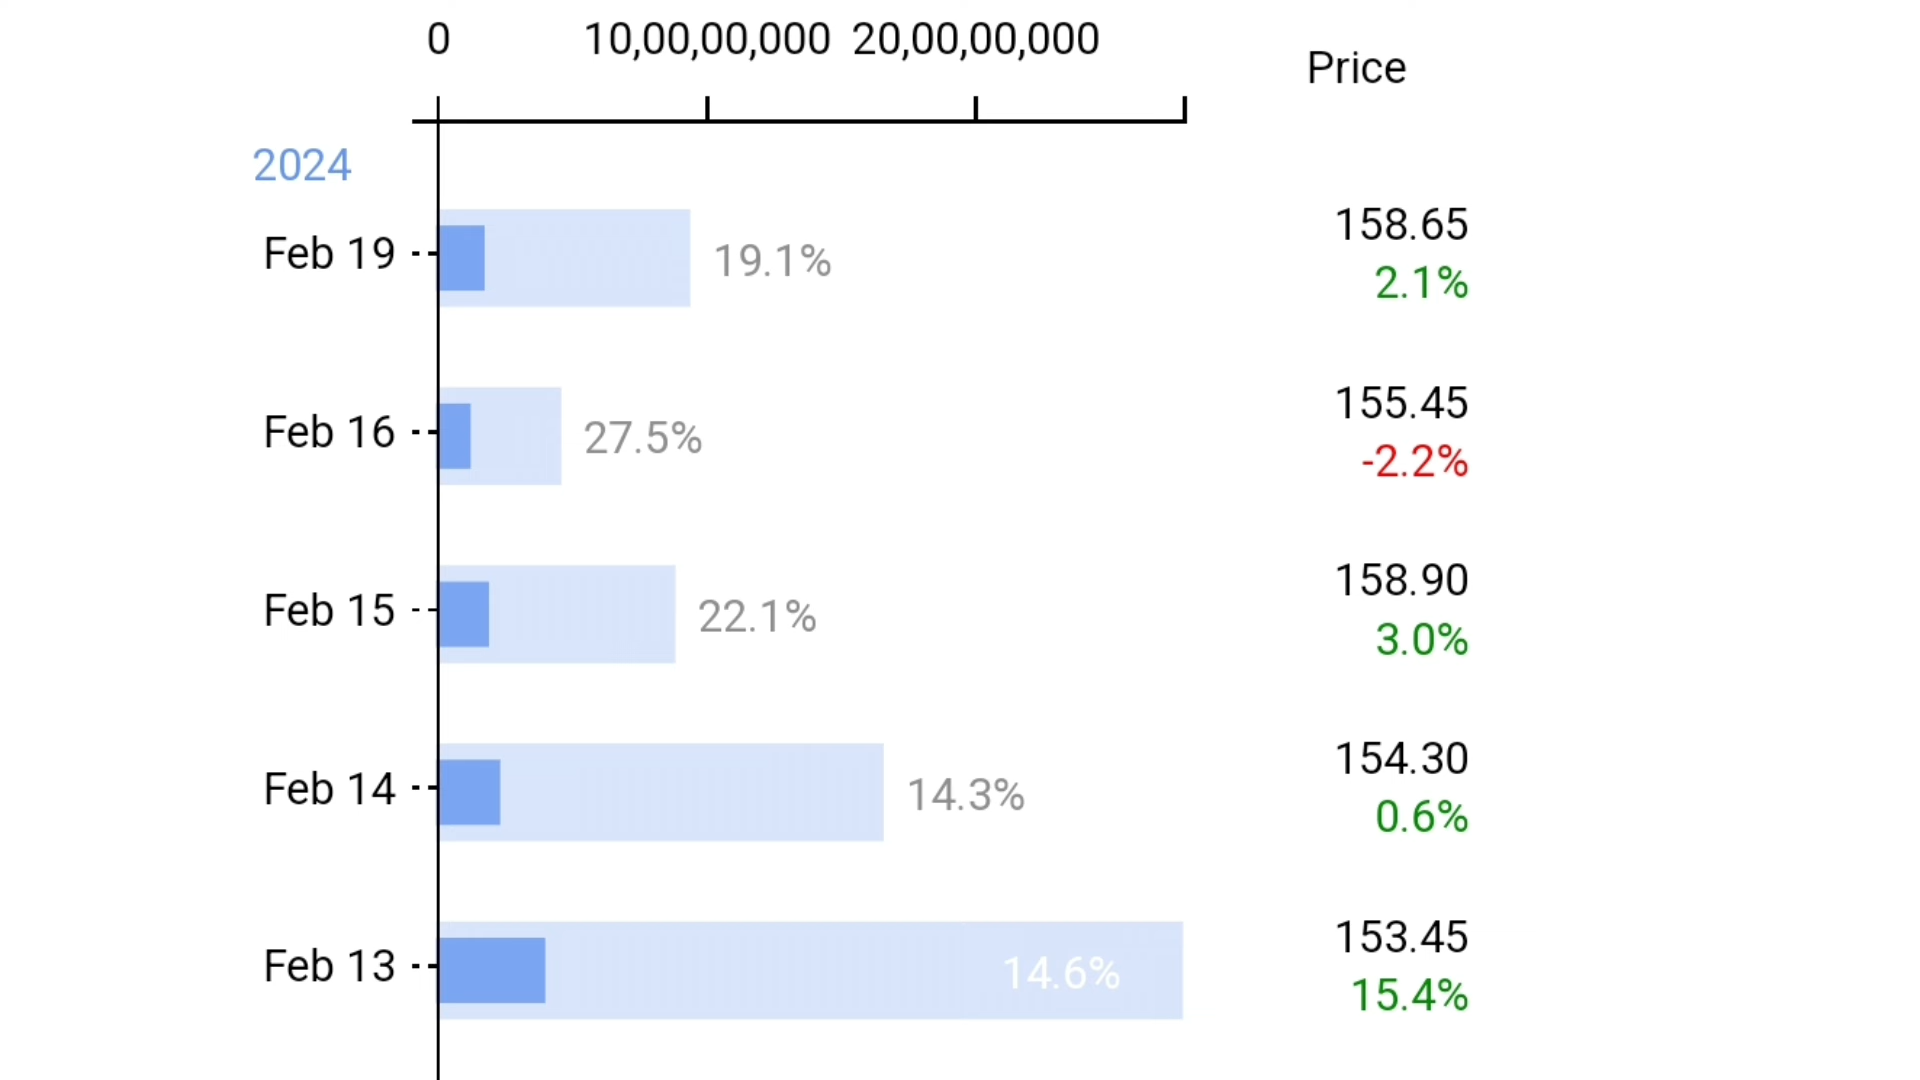 0 10,00,00,000 20,00,00,000
Price
2024
Feb 19 19.1% 158.65
2.1%
Feb 16 27.5% 155.45
-2.2%
Feb 15 22.1% 158.90
3.0%
Feb 14 14.3% 154.30
0.6%
Feb 13 14.6% 153.45
15.4%